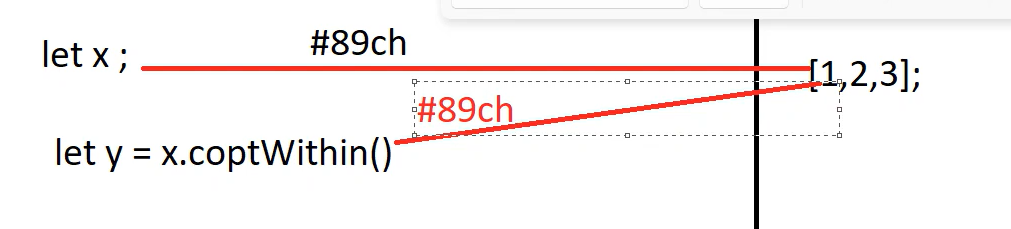 #89ch
let x ;
[1,2,3];
#89ch
let y = x.coptWithin()